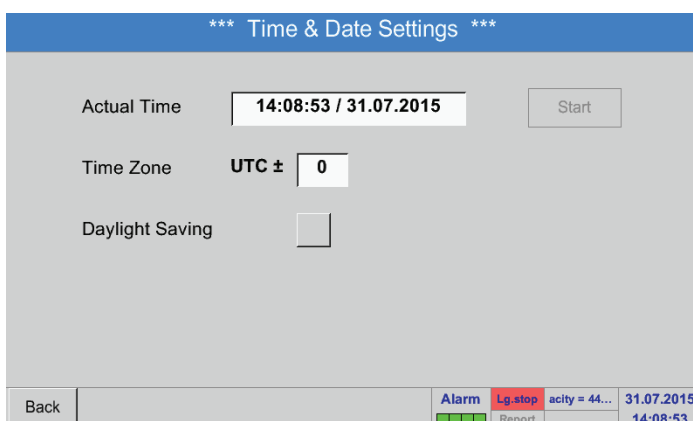 *** Time & Date Settings ***
Actual Time 14:08:53 / 31.07.2015 Start
Time Zone UTC ± 0
Daylight Saving
Back Alarm Lg.stop acity = 44... 31.07.2015
Report 14:08:53